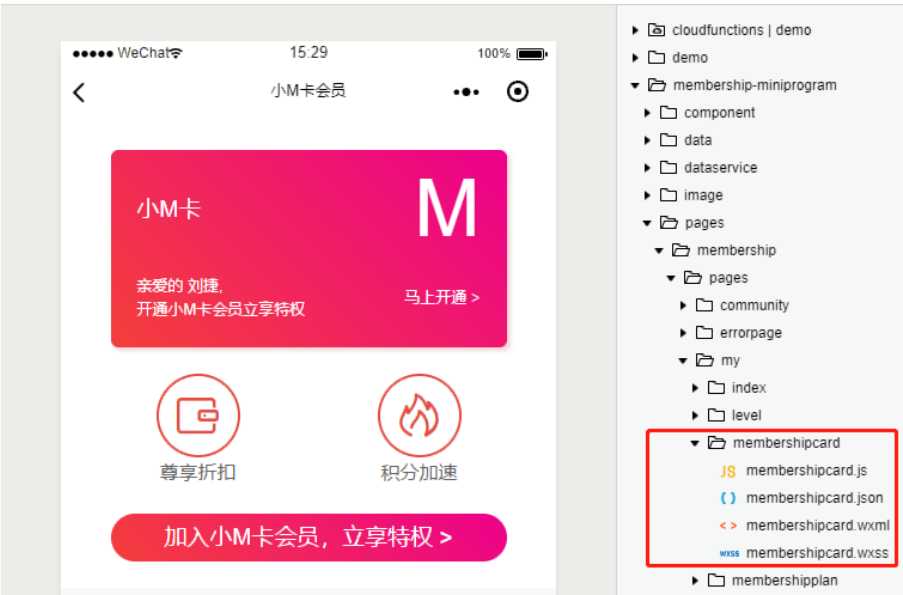 WeChat
15:29
100%
小M卡会员
小M卡
M
亲爱的 刘捷,
开通小M卡会员立享特权
马上开通 >
尊享折扣
积分加速
加入小M卡会员，立享特权 >
cloudfunctions | demo
demo
membership-miniprogram
component
data
dataservice
image
pages
membership
pages
community
errorpage
my
index
level
membershipcard
JS membershipcard.js
{ } membershipcard.json
< > membershipcard.wxml
wxss membershipcard.wxss
membershipplan